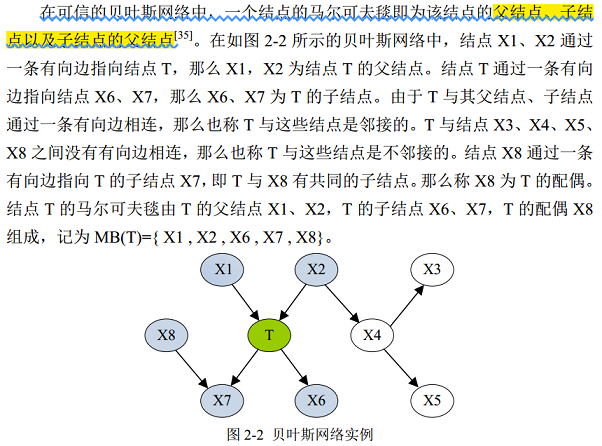 在可信的贝叶斯网络中，一个结点的马尔可夫毯即为该结点的父结点、子结
点以及子结点的父结点[35]。在如图 2-2 所示的贝叶斯网络中，结点 X1、X2 通过
一条有向边指向结点 T，那么 X1，X2 为结点 T 的父结点。结点 T 通过一条有向
边指向结点 X6、X7，那么 X6、X7 为 T 的子结点。由于 T 与其父结点、子结点
通过一条有向边相连，那么也称 T 与这些结点是邻接的。T 与结点 X3、X4、X5、
X8 之间没有有向边相连，那么也称 T 与这些结点是不邻接的。结点 X8 通过一条
有向边指向 T 的子结点 X7，即 T 与 X8 有共同的子结点。那么称 X8 为 T 的配偶。
结点 T 的马尔可夫毯由 T 的父结点 X1、X2，T 的子结点 X6、X7，T 的配偶 X8
组成，记为 MB(T)={ X1 , X2 , X6 , X7 , X8}。
X1 X2 X3
X8 T X4
X7 X6 X5
图 2-2 贝叶斯网络实例